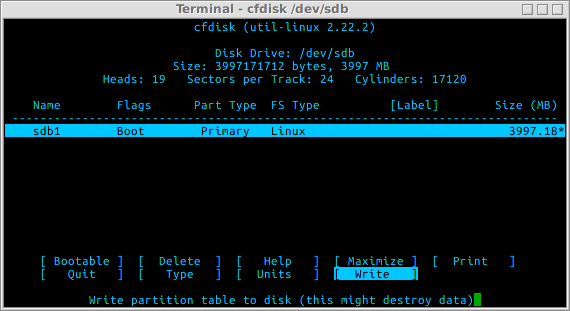 Terminal - cfdisk /dev/sdb
cfdisk (util-linux 2.22.2)
Disk Drive: /dev/sdb
Size: 3997171712 bytes, 3997 MB
Heads: 19   Sectors per Track: 24   Cylinders: 17120
Name        Flags      Part Type  FS Type          [Label]        Size (MB)
------------------------------------------------------------------------------
sdb1        Boot        Primary   Linux                            3997.18*
[ Bootable ]  [  Delete  ]  [   Help   ]  [ Maximize ]  [  Print   ]
[   Quit   ]  [   Type   ]  [  Units   ]  [  Write   ]
Write partition table to disk (this might destroy data)